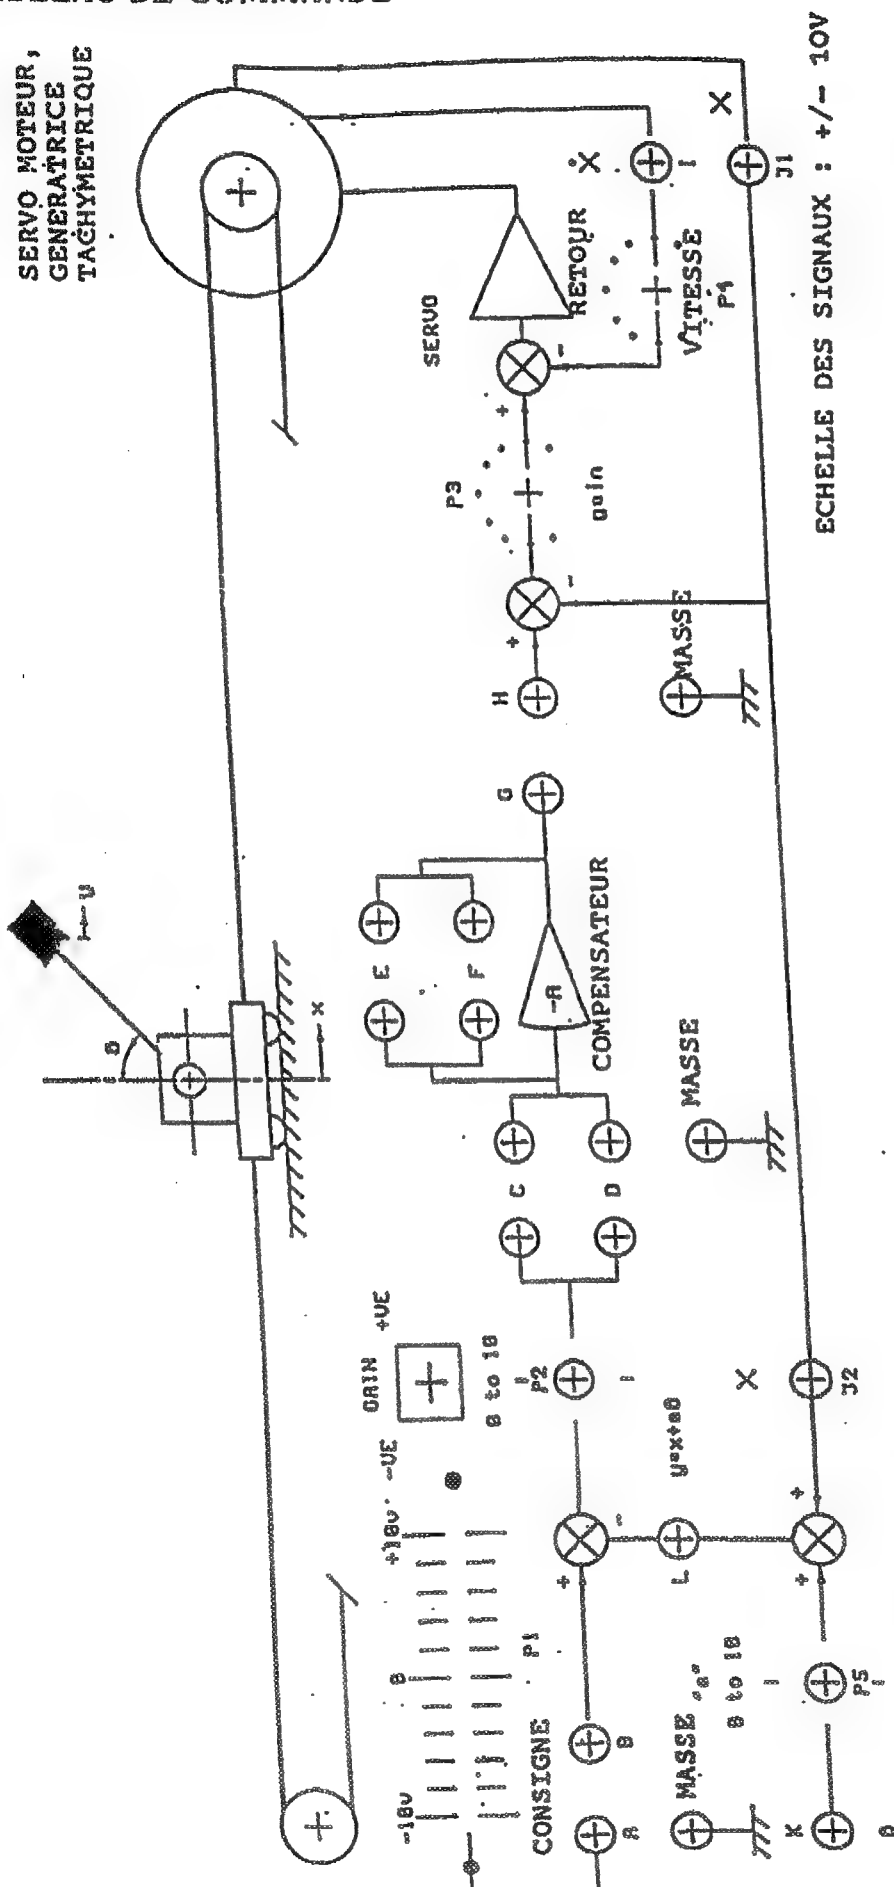 SERVO MOTEUR,
GENERATRICE
TACHYMETRIQUE
y
θ
x
-10v
0
+10v
-VE
GAIN
+VE
CONSIGNE
P1
0 to 10
P2
A
B
C
D
E
F
-A
COMPENSATEUR
G
H
P3
gain
SERVO
RETOUR
VITESSE
P4
Ẋ
I
X
J1
MASSE
MASSE
MASSE
"a"
0 to 10
P5
K
θ
L
y=x+aθ
X
J2
+
-
+
-
+
-
+
+
ECHELLE DES SIGNAUX : +/- 10V